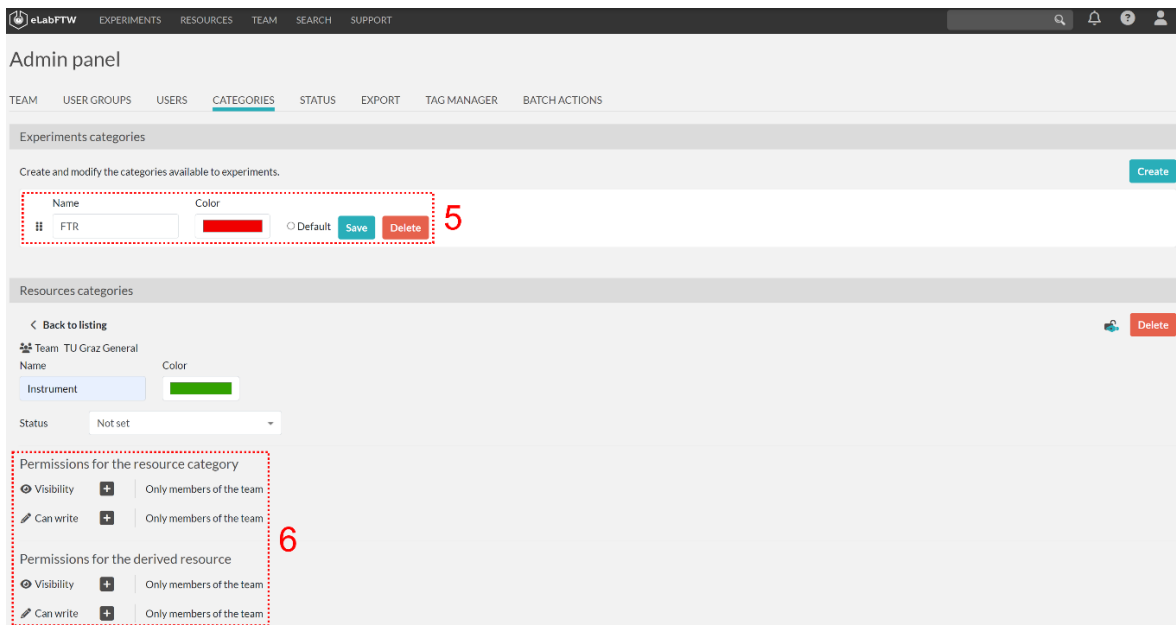 eLabFTW EXPERIMENTS RESOURCES TEAM SEARCH SUPPORT
Admin panel
TEAM USER GROUPS USERS CATEGORIES STATUS EXPORT TAG MANAGER BATCH ACTIONS
Experiments categories
Create and modify the categories available to experiments. Create
Name Color
FTR Default Save Delete 5
Resources categories
Back to listing Delete
Team TU Graz General
Name Color
Instrument
Status Not set
Permissions for the resource category
Visibility Only members of the team
Can write Only members of the team
6
Permissions for the derived resource
Visibility Only members of the team
Can write Only members of the team